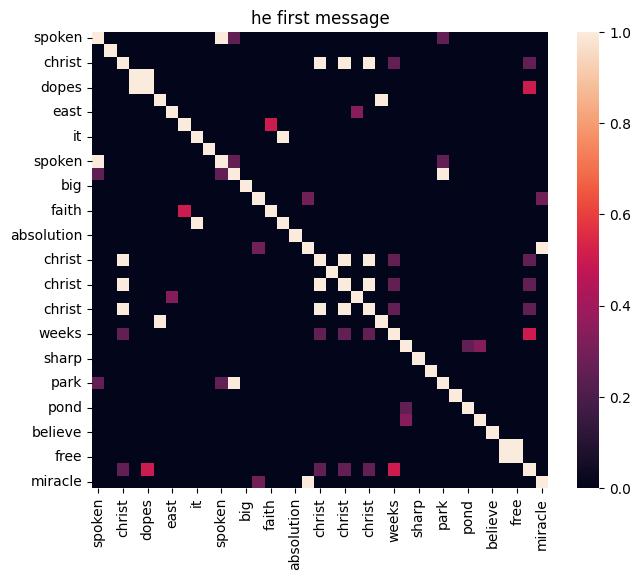 he first message
spoken
christ
dopes
east
it
spoken
big
faith
absolution
christ
christ
christ
weeks
sharp
park
pond
believe
free
miracle
spoken
christ
dopes
east
it
spoken
big
faith
absolution
christ
christ
christ
weeks
sharp
park
pond
believe
free
miracle
1.0
0.8
0.6
0.4
0.2
0.0